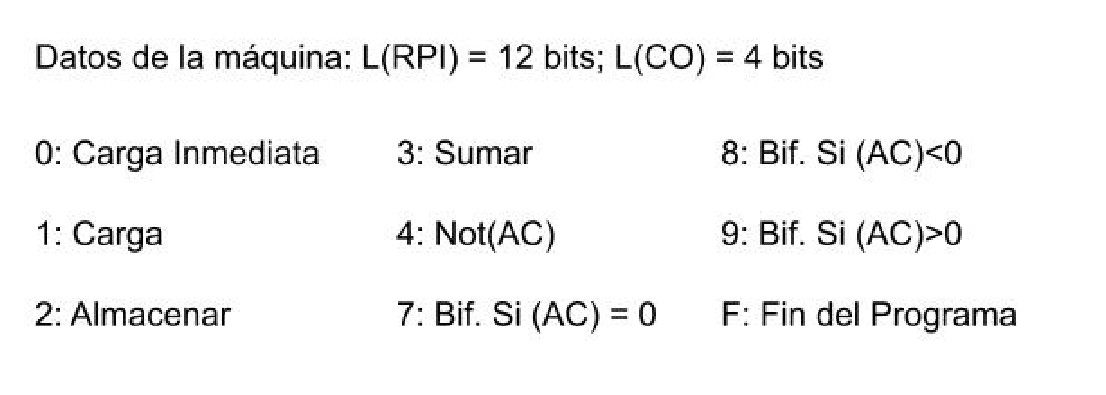 Datos de la máquina: L(RPI) = 12 bits; L(CO) = 4 bits
0: Carga Inmediata 3: Sumar 8: Bif. Si (AC)<0
1: Carga 4: Not(AC) 9: Bif. Si (AC)>0
2: Almacenar 7: Bif. Si (AC) = 0 F: Fin del Programa